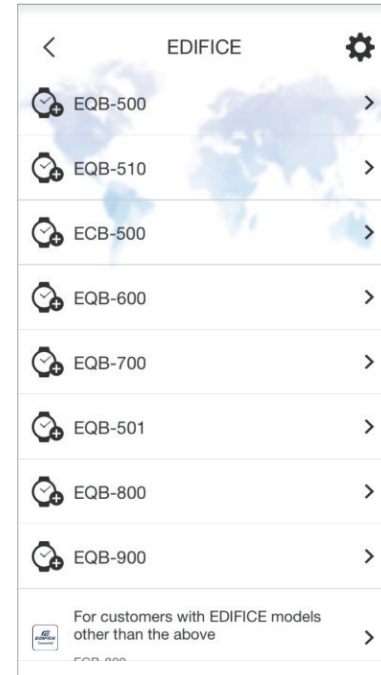 EDIFICE
EQB-500
EQB-510
ECB-500
EQB-600
EQB-700
EQB-501
EQB-800
EQB-900
For customers with EDIFICE models
other than the above
EDIFICE